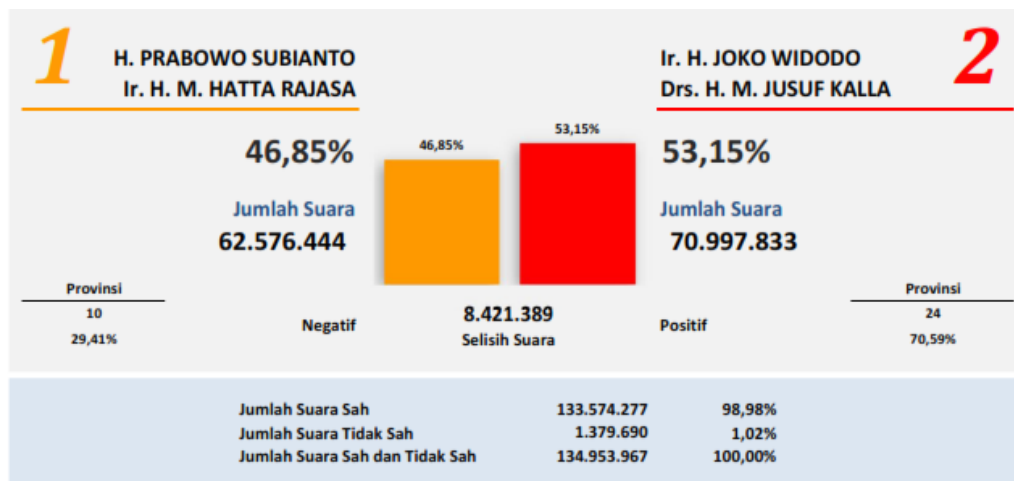 1
H. PRABOWO SUBIANTO
Ir. H. M. HATTA RAJASA
Ir. H. JOKO WIDODO
Drs. H. M. JUSUF KALLA
2
46,85%
46,85%
53,15%
53,15%
Jumlah Suara
62.576.444
Jumlah Suara
70.997.833
Provinsi
10
29,41%
Negatif
8.421.389
Selisih Suara
Positif
Provinsi
24
70,59%
Jumlah Suara Sah 133.574.277 98,98%
Jumlah Suara Tidak Sah 1.379.690 1,02%
Jumlah Suara Sah dan Tidak Sah 134.953.967 100,00%